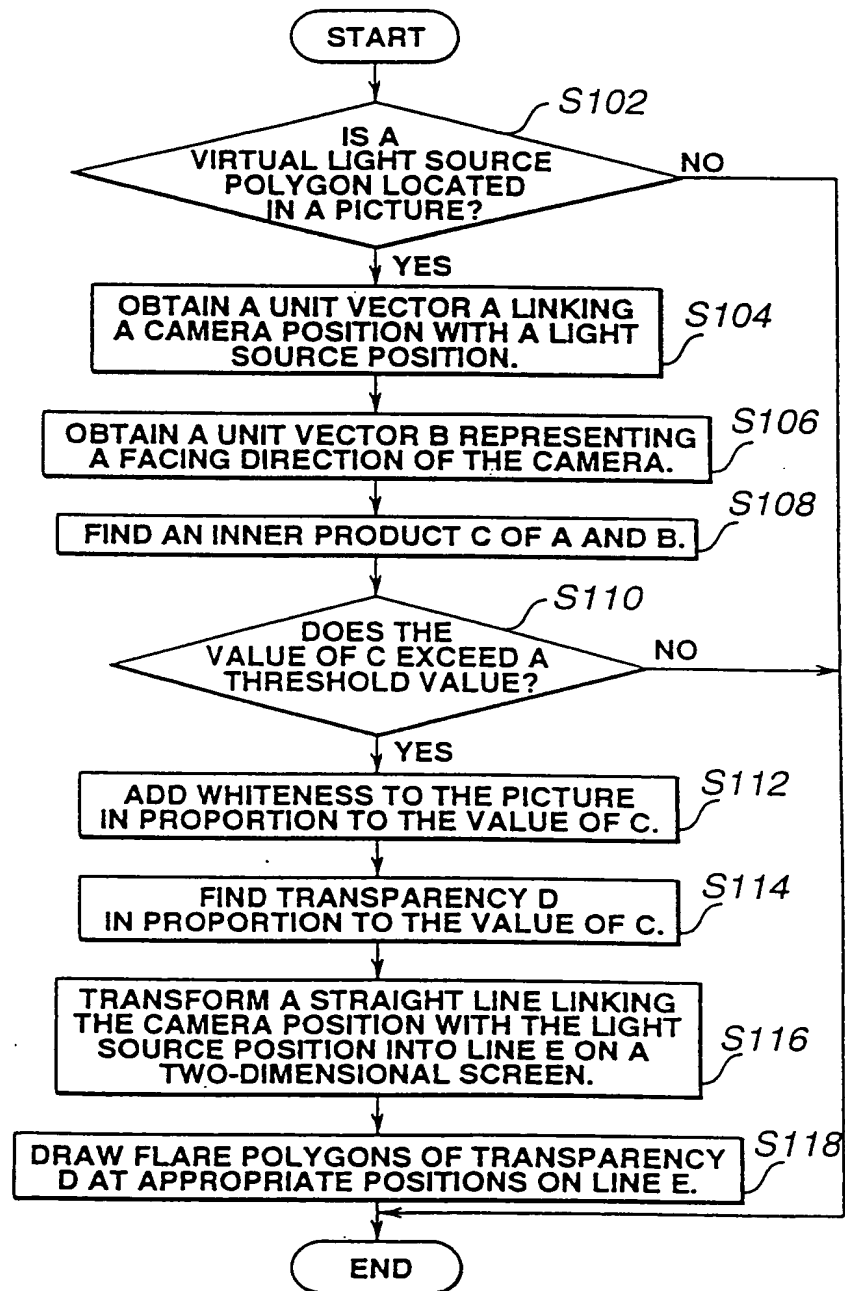 START
S102
IS A
VIRTUAL LIGHT SOURCE
POLYGON LOCATED
IN A PICTURE?
NO
YES
OBTAIN A UNIT VECTOR A LINKING
A CAMERA POSITION WITH A LIGHT
SOURCE POSITION.
S104
OBTAIN A UNIT VECTOR B REPRESENTING
A FACING DIRECTION OF THE CAMERA.
S106
FIND AN INNER PRODUCT C OF A AND B.
S108
S110
DOES THE
VALUE OF C EXCEED A
THRESHOLD VALUE?
NO
YES
ADD WHITENESS TO THE PICTURE
IN PROPORTION TO THE VALUE OF C.
S112
FIND TRANSPARENCY D
IN PROPORTION TO THE VALUE OF C.
S114
TRANSFORM A STRAIGHT LINE LINKING
THE CAMERA POSITION WITH THE LIGHT
SOURCE POSITION INTO LINE E ON A
TWO-DIMENSIONAL SCREEN.
S116
DRAW FLARE POLYGONS OF TRANSPARENCY
D AT APPROPRIATE POSITIONS ON LINE E.
S118
END